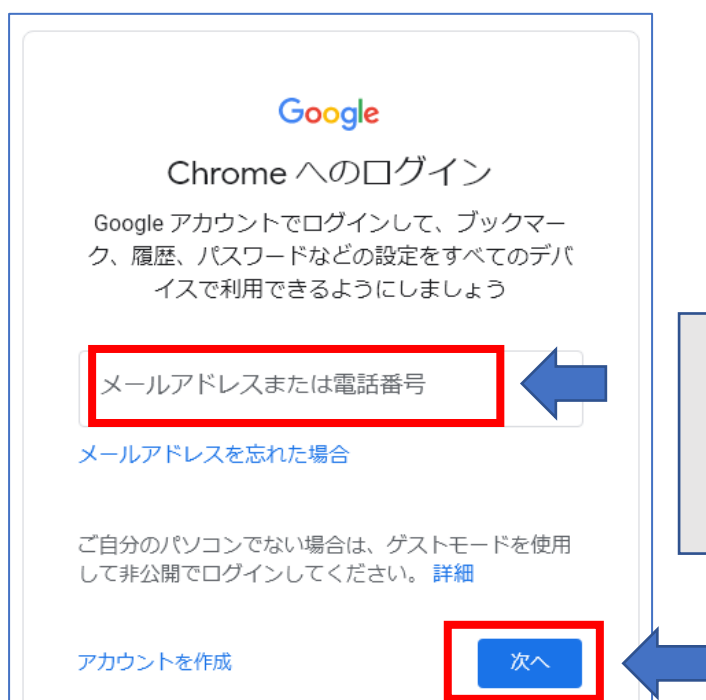 Google
Chrome へのログイン
Google アカウントでログインして、ブックマー
ク、履歴、パスワードなどの設定をすべてのデバ
イスで利用できるようにしましょう
メールアドレスまたは電話番号
メールアドレスを忘れた場合
ご自分のパソコンでない場合は、ゲストモードを使用
して非公開でログインしてください。 詳細
アカウントを作成 次へ